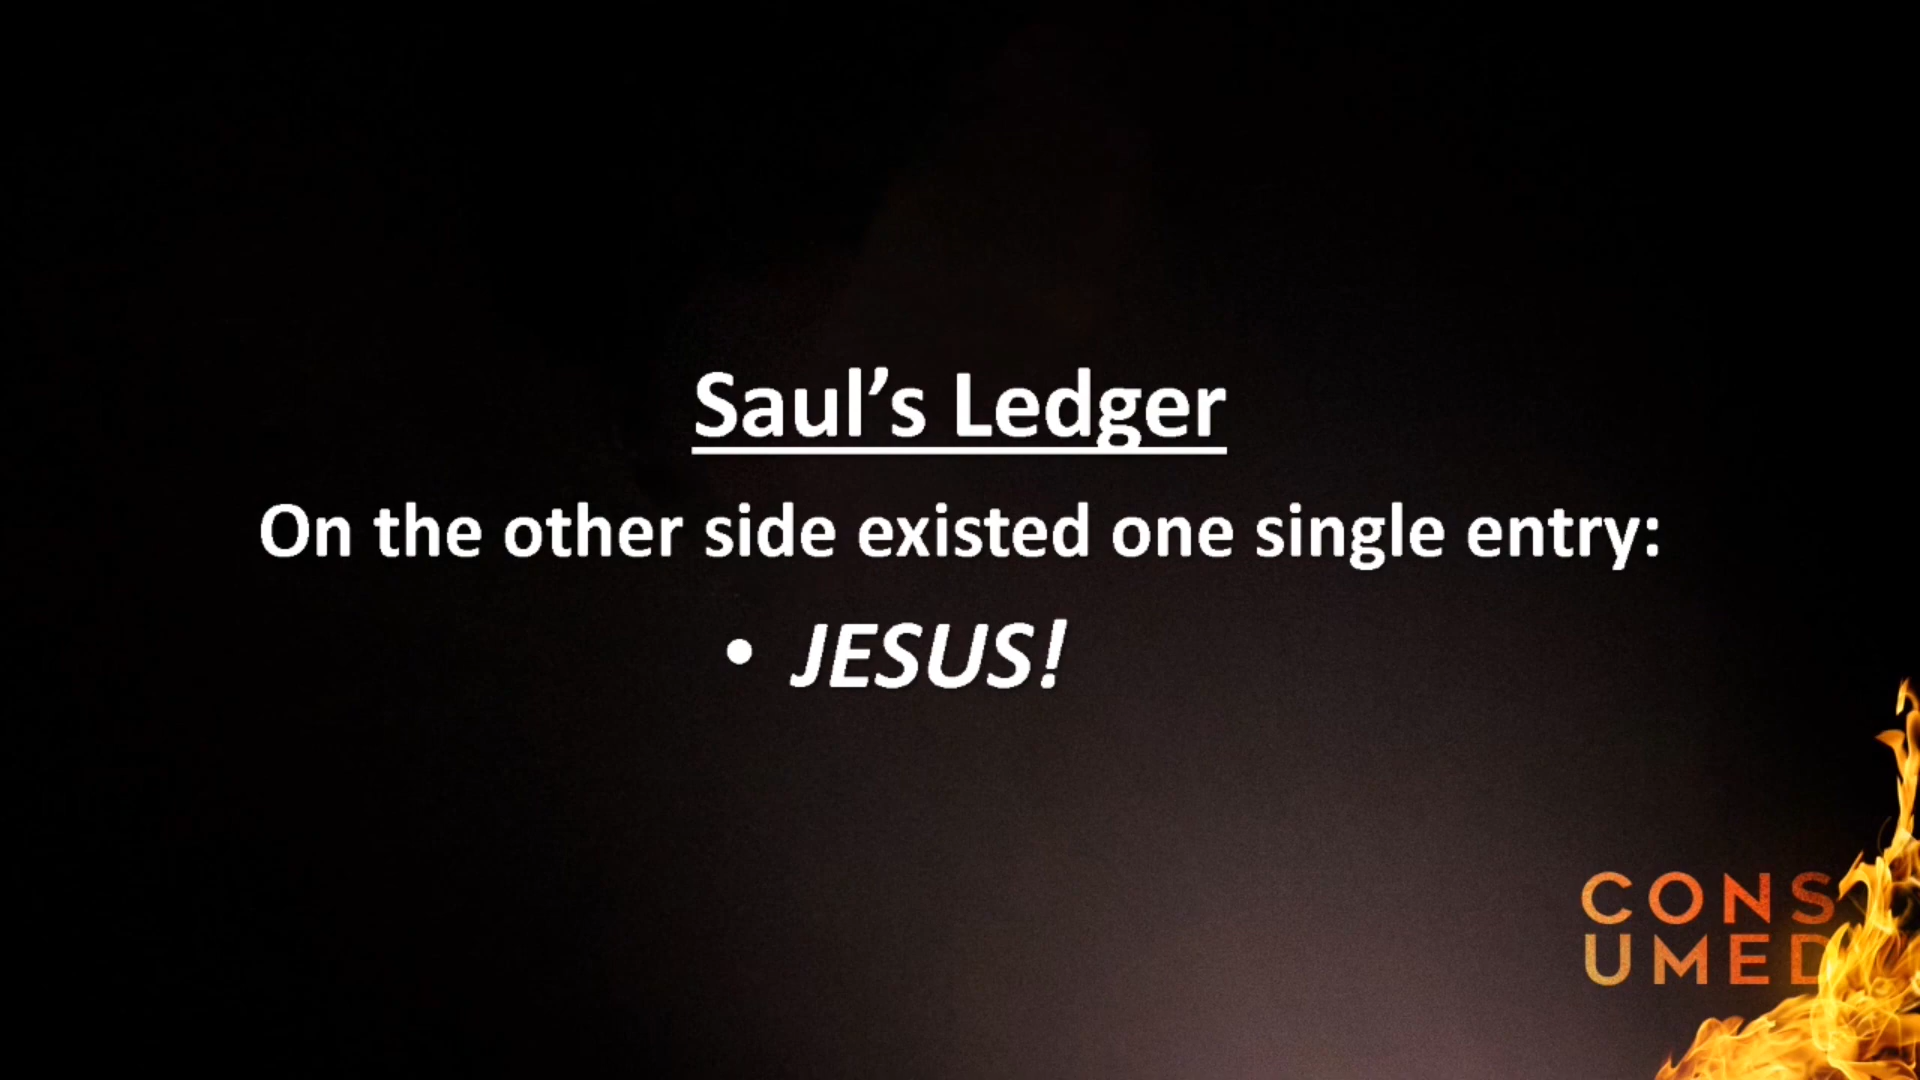 Saul’s Ledger
On the other side existed one single entry:
• JESUS!
CONS
UMED